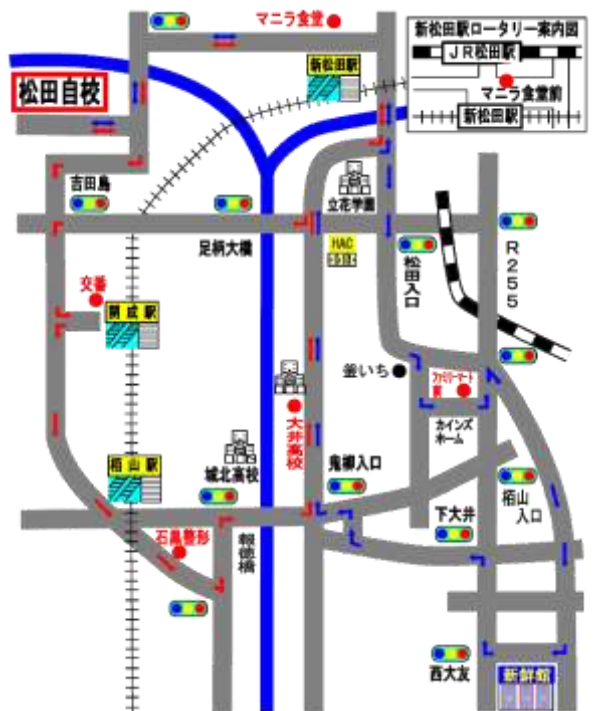 マニラ食堂
新松田駅ロータリー案内図
JR松田駅
マニラ食堂前
新松田駅
新松田駅
松田自校
吉田島
立花学園
足柄大橋
HAC
松田入口
R255
交番
開成駅
釜いち
ファミリーマート
前
カインズ
ホーム
大井高校
栢山駅
城北高校
鬼柳入口
栢山
入口
下大井
石黒整形
報徳橋
西大友
新鮮館